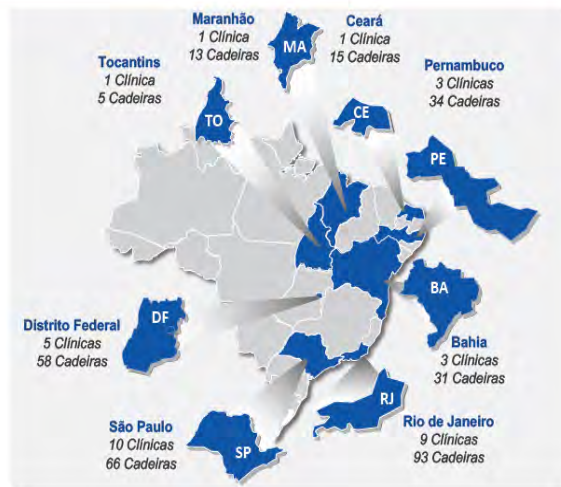 Maranhão
1 Clínica
13 Cadeiras
MA
Ceará
1 Clínica
15 Cadeiras
Tocantins
1 Clínica
5 Cadeiras
TO
CE
Pernambuco
3 Clínicas
34 Cadeiras
PE
DF
Distrito Federal
5 Clínicas
58 Cadeiras
BA
Bahia
3 Clínicas
31 Cadeiras
São Paulo
10 Clínicas
66 Cadeiras
SP
RJ
Rio de Janeiro
9 Clínicas
93 Cadeiras